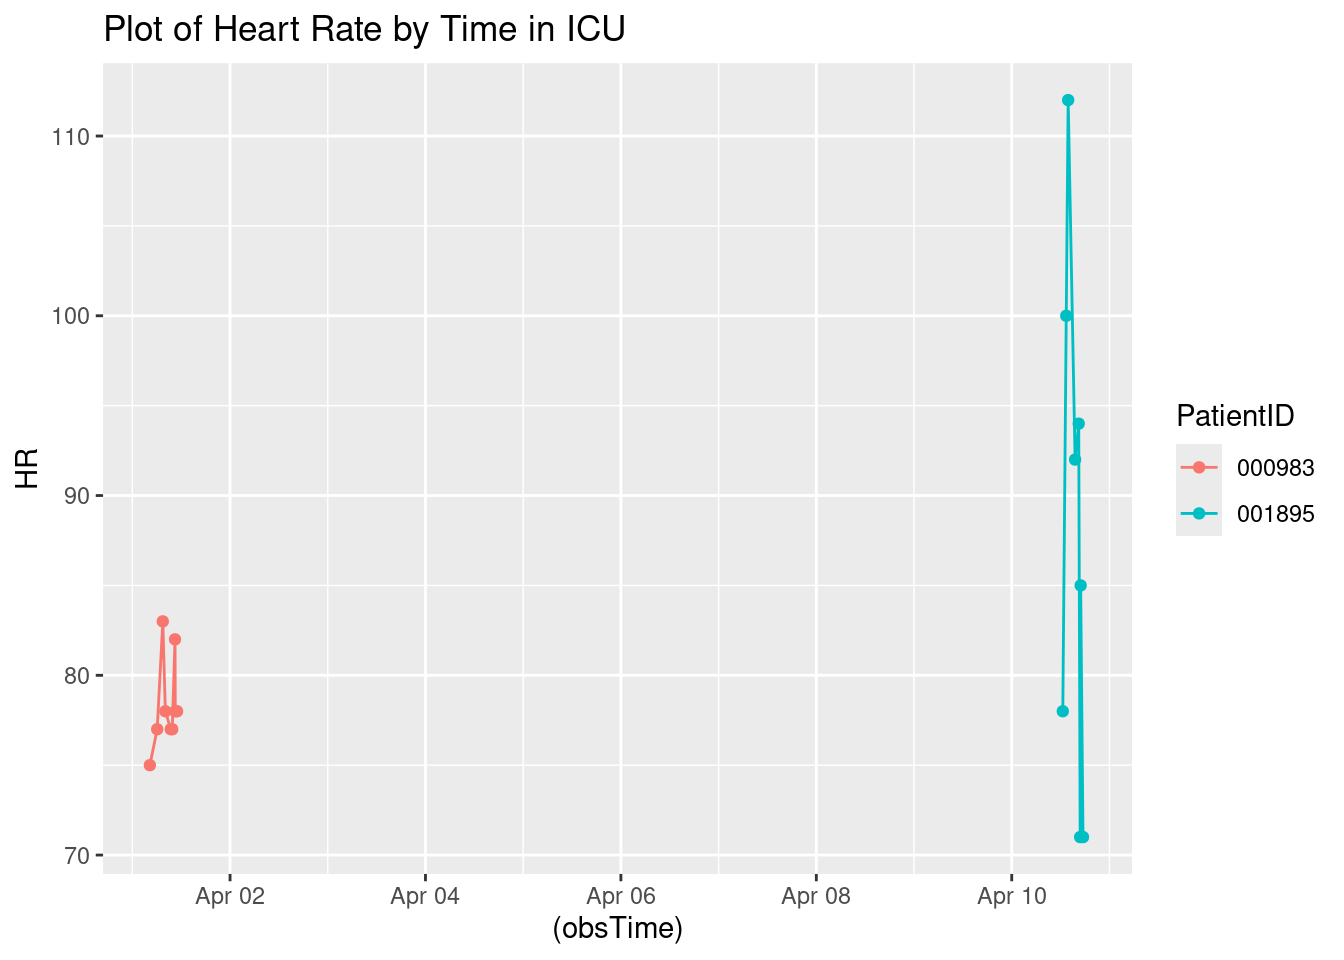 Plot of Heart Rate by Time in ICU
110
100
90
80
70
HR
Apr 02 Apr 04 Apr 06 Apr 08 Apr 10
(obsTime)
PatientID
000983
001895